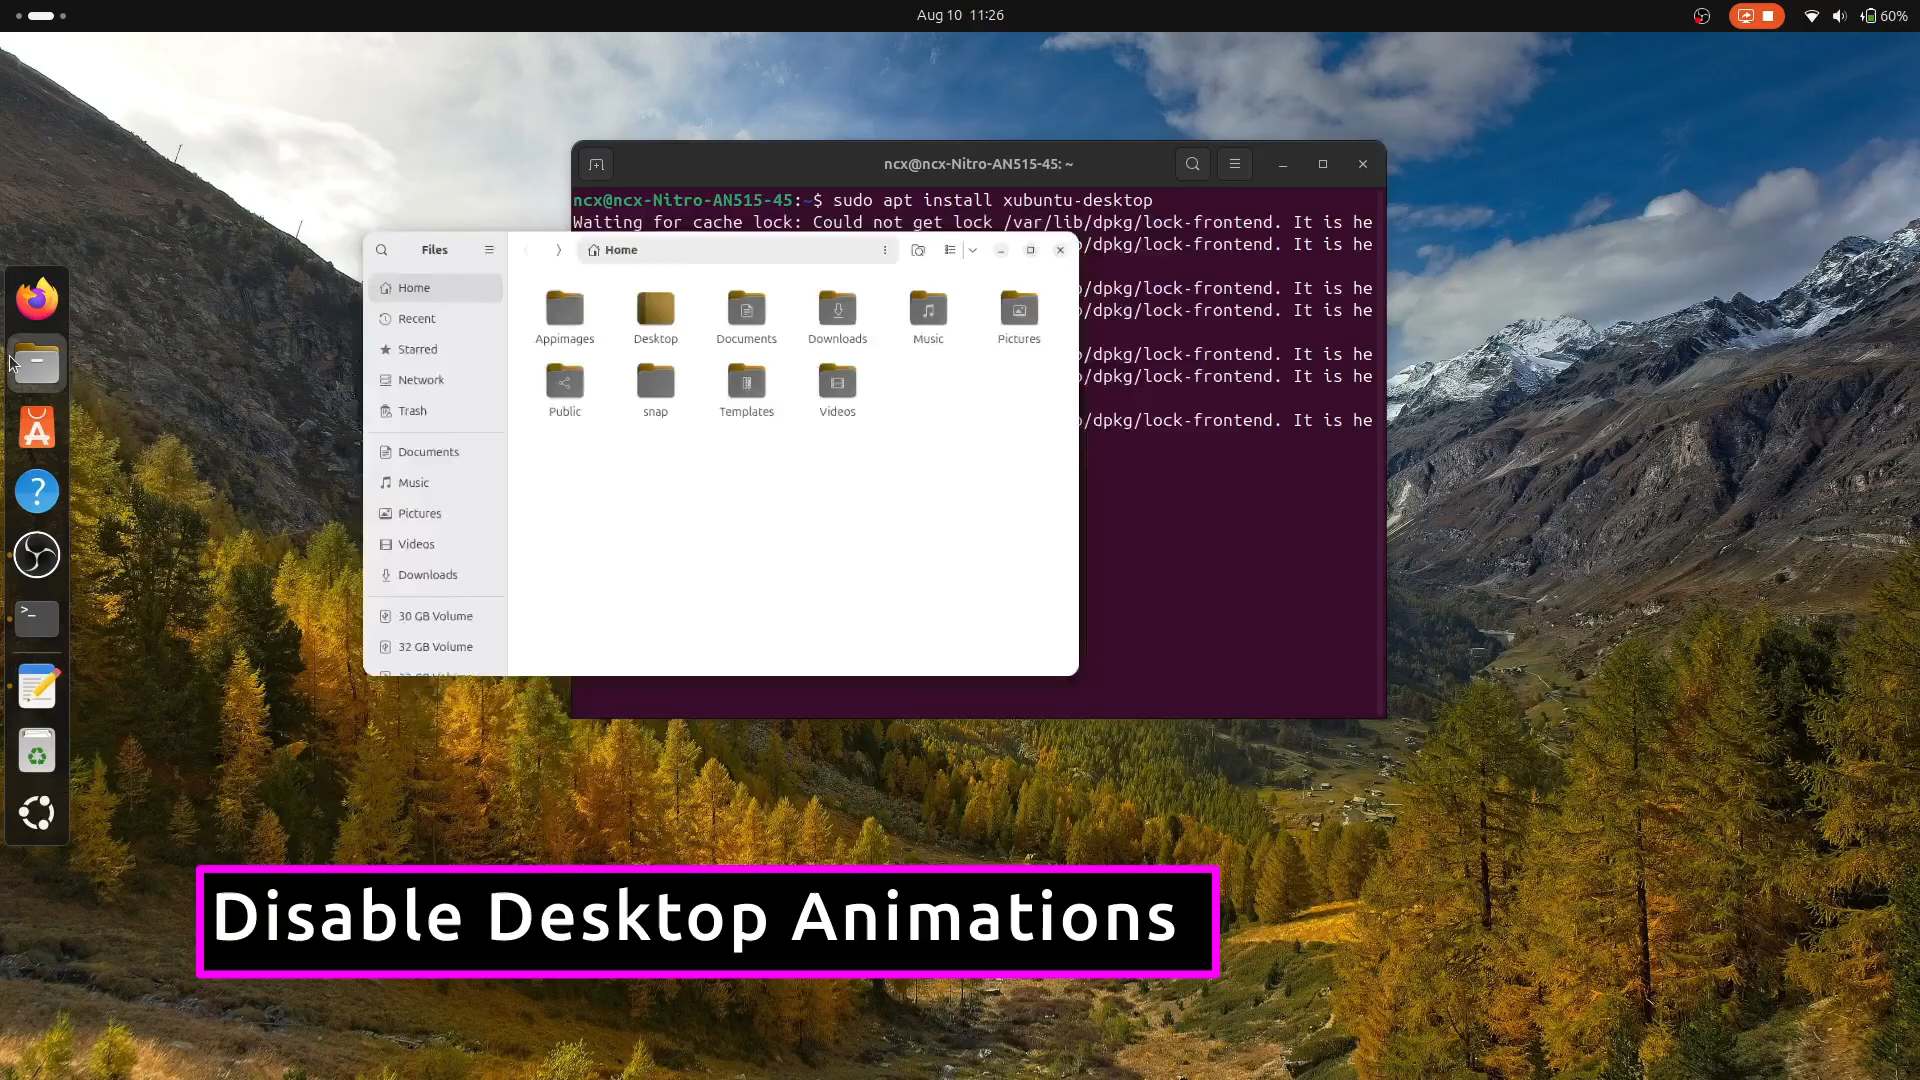 Aug 10 11:26
60%
ncx@ncx-Nitro-AN515-45: ~
ncx@ncx-Nitro-AN515-45:~$ sudo apt install xubuntu-desktop
Waiting for cache lock: Could not get lock /var/lib/dpkg/lock-frontend. It is he
/dpkg/lock-frontend. It is he
/dpkg/lock-frontend. It is he
/dpkg/lock-frontend. It is he
/dpkg/lock-frontend. It is he
/dpkg/lock-frontend. It is he
/dpkg/lock-frontend. It is he
Files
Home
Home
Recent
Starred
Network
Trash
Documents
Music
Pictures
Videos
Downloads
30 GB Volume
32 GB Volume
Appimages
Desktop
Documents
Downloads
Music
Pictures
Public
snap
Templates
Videos
Disable Desktop Animations